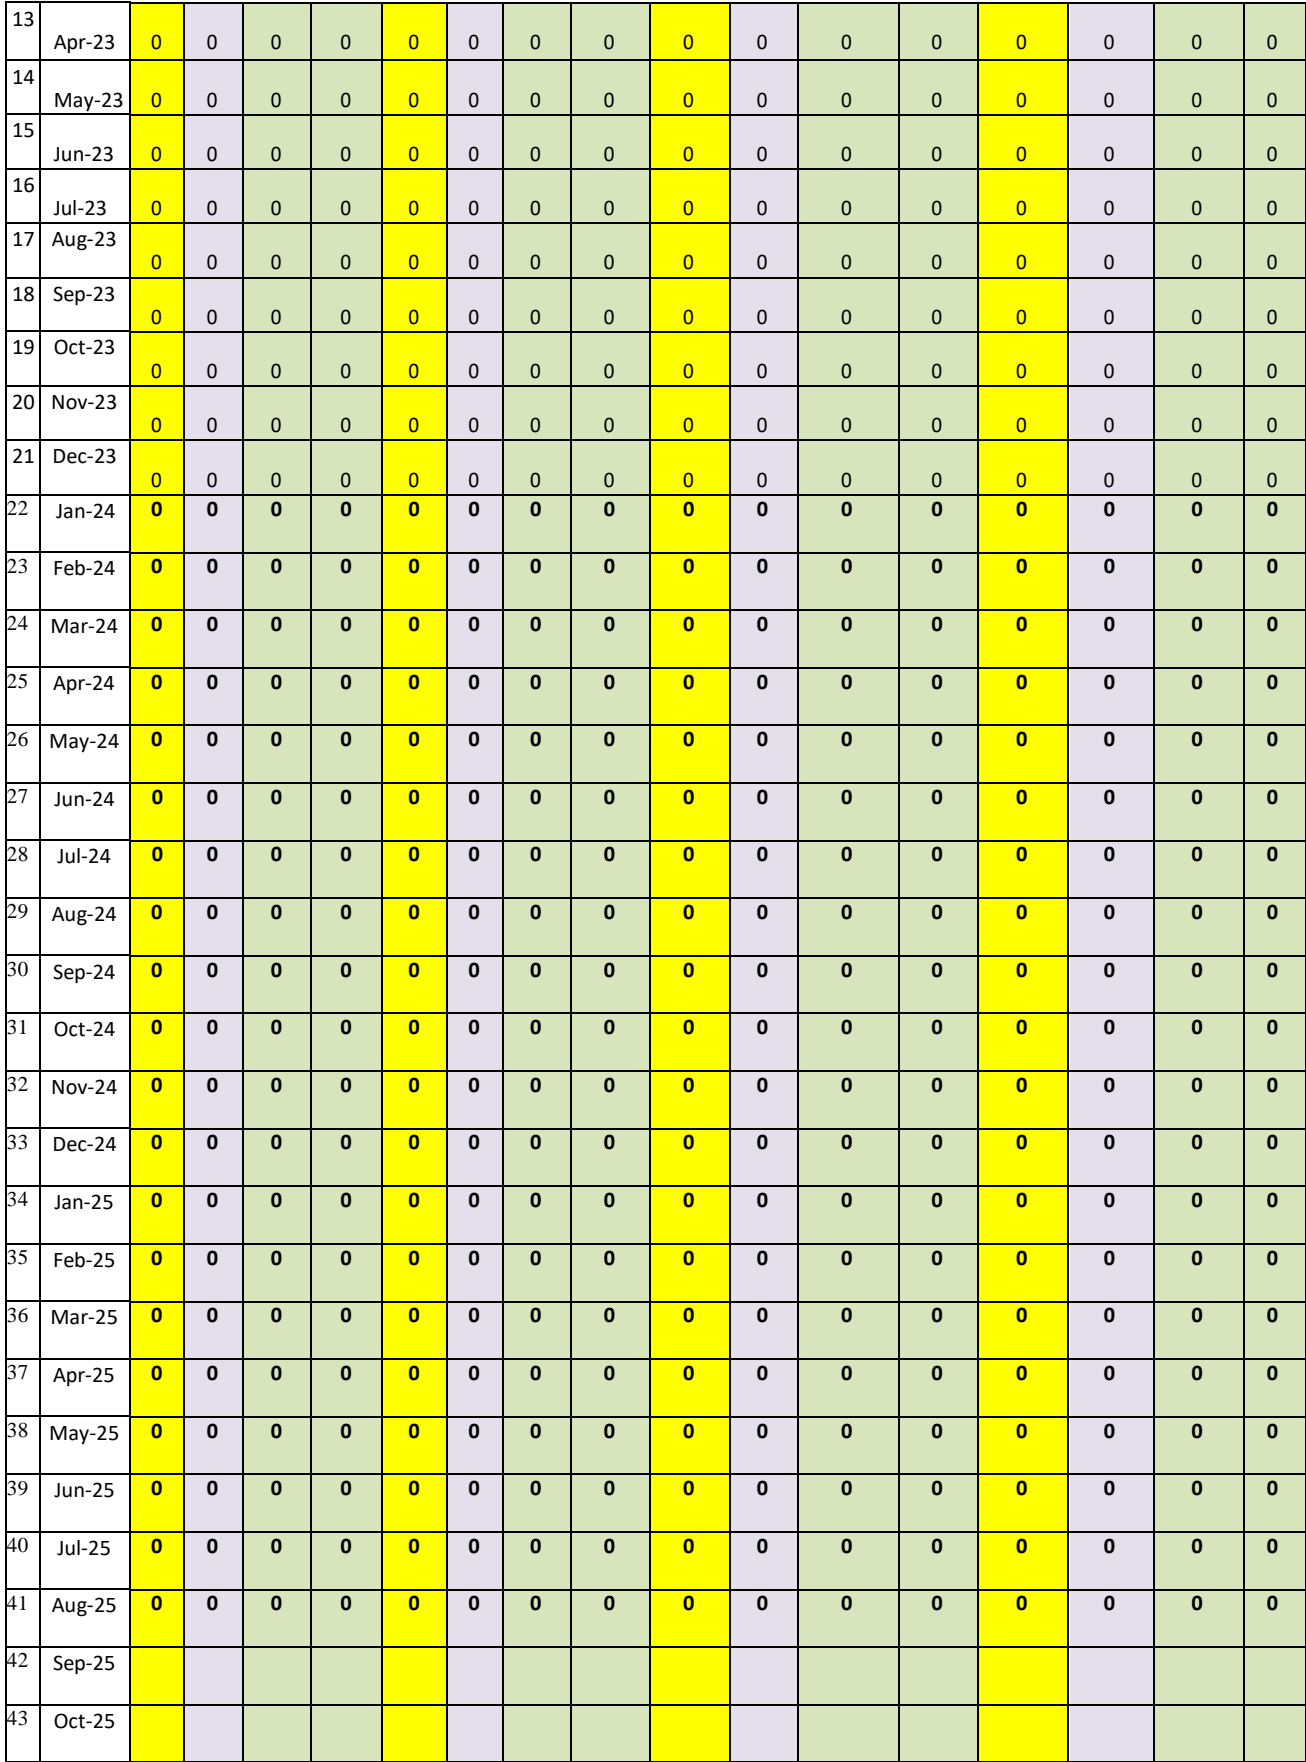 13 Apr-23 0 0 0 0 0 0 0 0 0 0 0 0 0 0 0 0
14 May-23 0 0 0 0 0 0 0 0 0 0 0 0 0 0 0 0
15 Jun-23 0 0 0 0 0 0 0 0 0 0 0 0 0 0 0 0
16 Jul-23 0 0 0 0 0 0 0 0 0 0 0 0 0 0 0 0
17 Aug-23 0 0 0 0 0 0 0 0 0 0 0 0 0 0 0 0
18 Sep-23 0 0 0 0 0 0 0 0 0 0 0 0 0 0 0 0
19 Oct-23 0 0 0 0 0 0 0 0 0 0 0 0 0 0 0 0
20 Nov-23 0 0 0 0 0 0 0 0 0 0 0 0 0 0 0 0
21 Dec-23 0 0 0 0 0 0 0 0 0 0 0 0 0 0 0 0
22 Jan-24 0 0 0 0 0 0 0 0 0 0 0 0 0 0 0 0
23 Feb-24 0 0 0 0 0 0 0 0 0 0 0 0 0 0 0 0
24 Mar-24 0 0 0 0 0 0 0 0 0 0 0 0 0 0 0 0
25 Apr-24 0 0 0 0 0 0 0 0 0 0 0 0 0 0 0 0
26 May-24 0 0 0 0 0 0 0 0 0 0 0 0 0 0 0 0
27 Jun-24 0 0 0 0 0 0 0 0 0 0 0 0 0 0 0 0
28 Jul-24 0 0 0 0 0 0 0 0 0 0 0 0 0 0 0 0
29 Aug-24 0 0 0 0 0 0 0 0 0 0 0 0 0 0 0 0
30 Sep-24 0 0 0 0 0 0 0 0 0 0 0 0 0 0 0 0
31 Oct-24 0 0 0 0 0 0 0 0 0 0 0 0 0 0 0 0
32 Nov-24 0 0 0 0 0 0 0 0 0 0 0 0 0 0 0 0
33 Dec-24 0 0 0 0 0 0 0 0 0 0 0 0 0 0 0 0
34 Jan-25 0 0 0 0 0 0 0 0 0 0 0 0 0 0 0 0
35 Feb-25 0 0 0 0 0 0 0 0 0 0 0 0 0 0 0 0
36 Mar-25 0 0 0 0 0 0 0 0 0 0 0 0 0 0 0 0
37 Apr-25 0 0 0 0 0 0 0 0 0 0 0 0 0 0 0 0
38 May-25 0 0 0 0 0 0 0 0 0 0 0 0 0 0 0 0
39 Jun-25 0 0 0 0 0 0 0 0 0 0 0 0 0 0 0 0
40 Jul-25 0 0 0 0 0 0 0 0 0 0 0 0 0 0 0 0
41 Aug-25 0 0 0 0 0 0 0 0 0 0 0 0 0 0 0 0
42 Sep-25
43 Oct-25